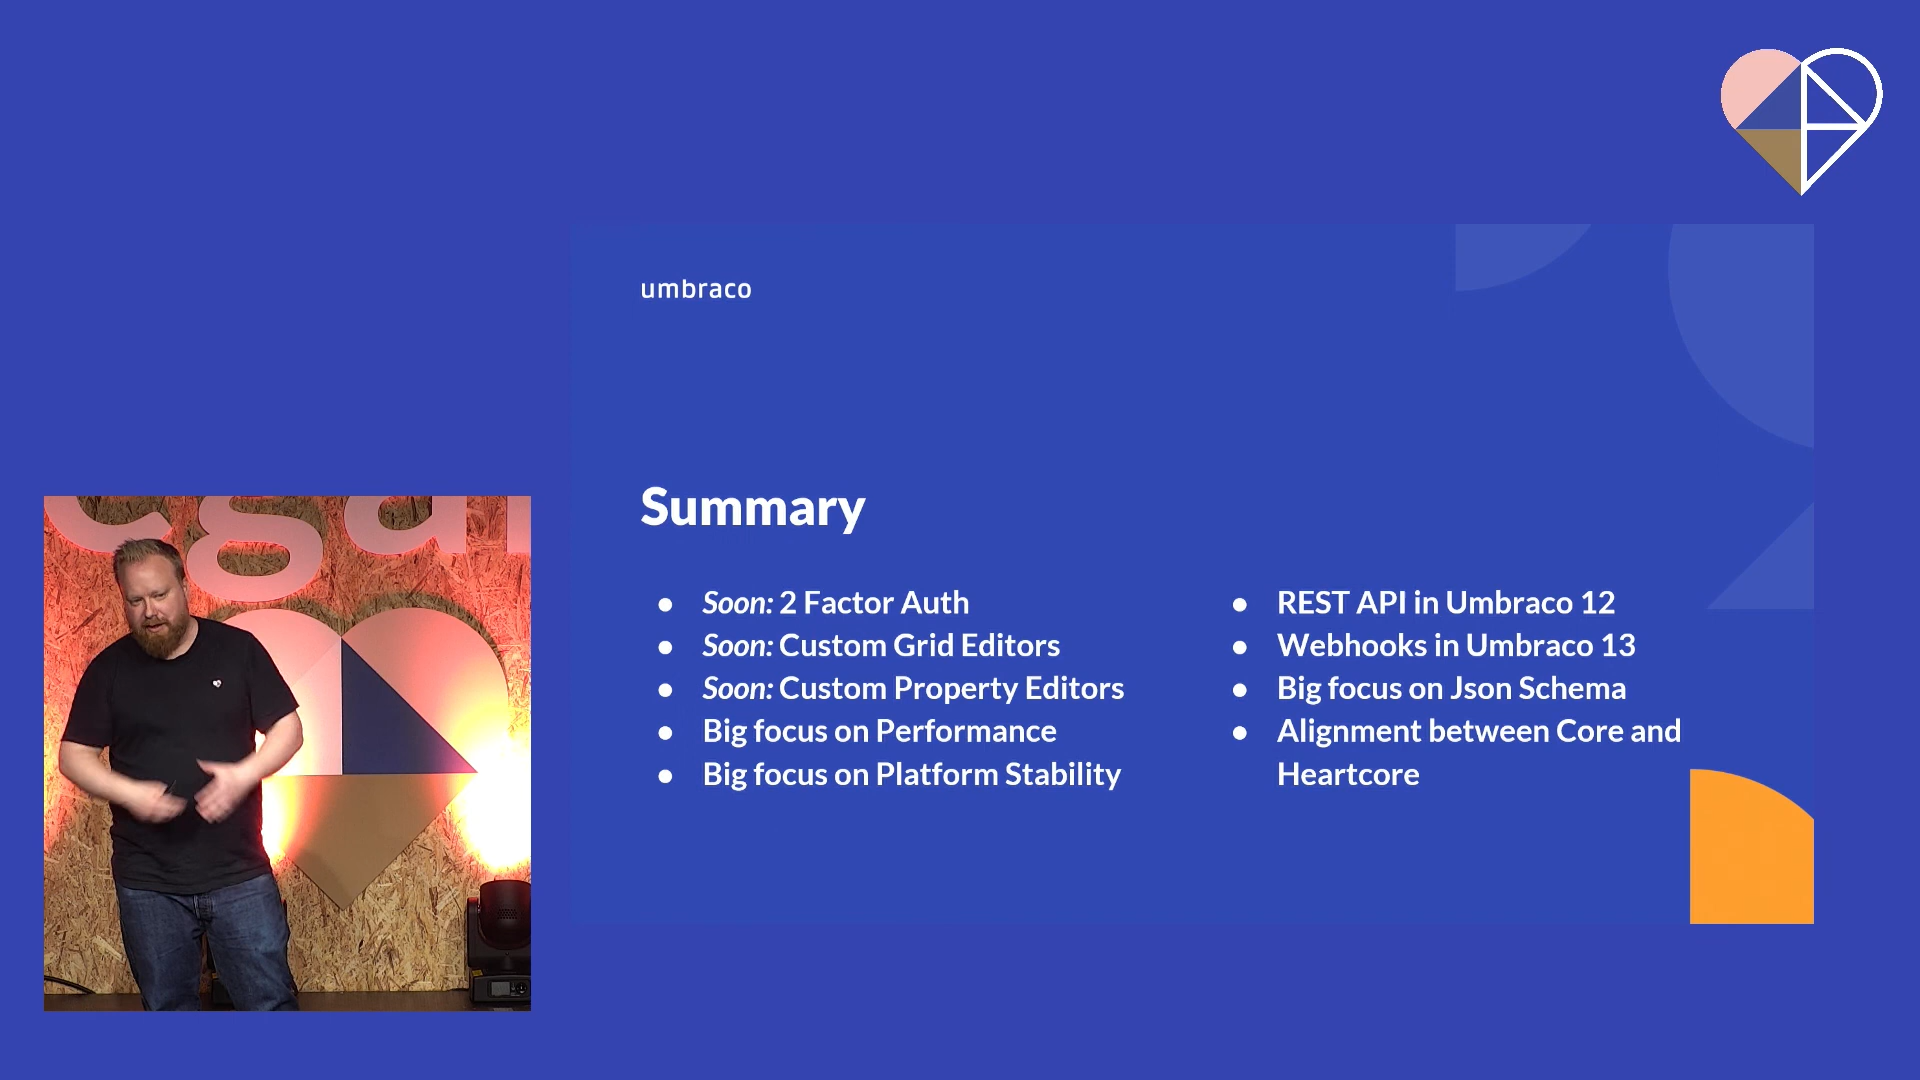 umbraco
Summary
● Soon: 2 Factor Auth
● Soon: Custom Grid Editors
● Soon: Custom Property Editors
● Big focus on Performance
● Big focus on Platform Stability
● REST API in Umbraco 12
● Webhooks in Umbraco 13
● Big focus on Json Schema
● Alignment between Core and
Heartcore